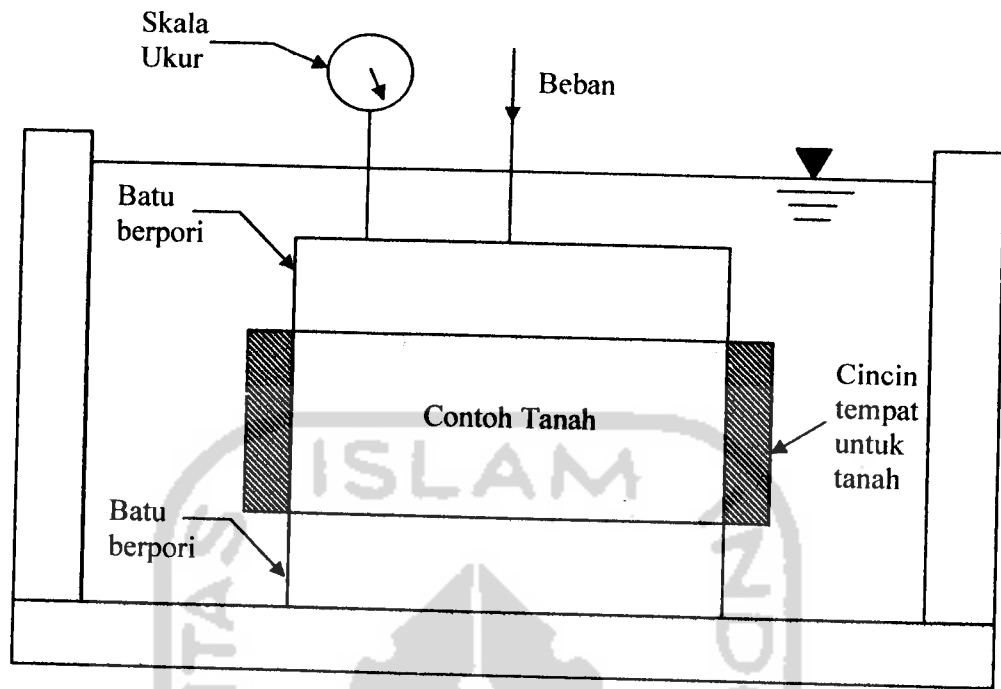 Skala
Ukur
Beban
Batu
berpori
Cincin
tempat
untuk
tanah
Contoh Tanah
ISLAM
Batu
berpori